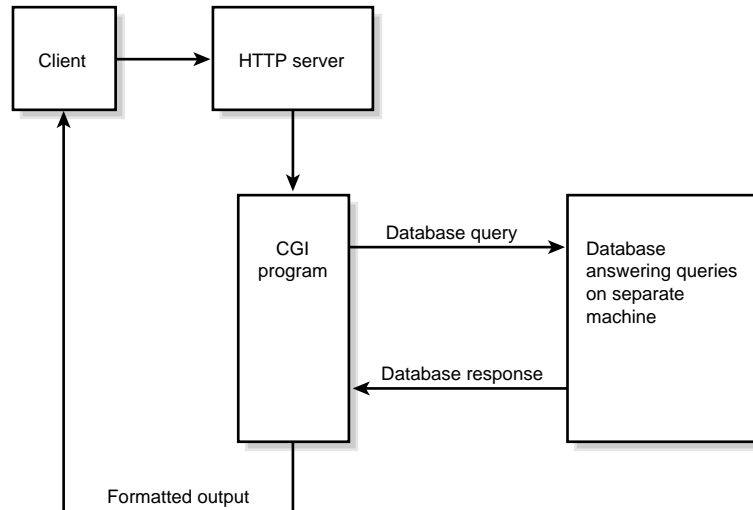 Client
HTTP server
CGI
program
Database query
Database
answering queries
on separate
machine
Database response
Formatted output